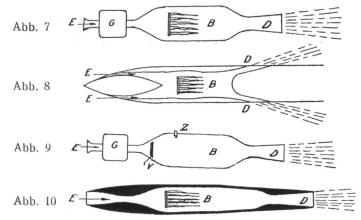 Abb. 7 E G B D
Abb. 8 E E B D D
Abb. 9 E G V Z B D
Abb. 10 E B D